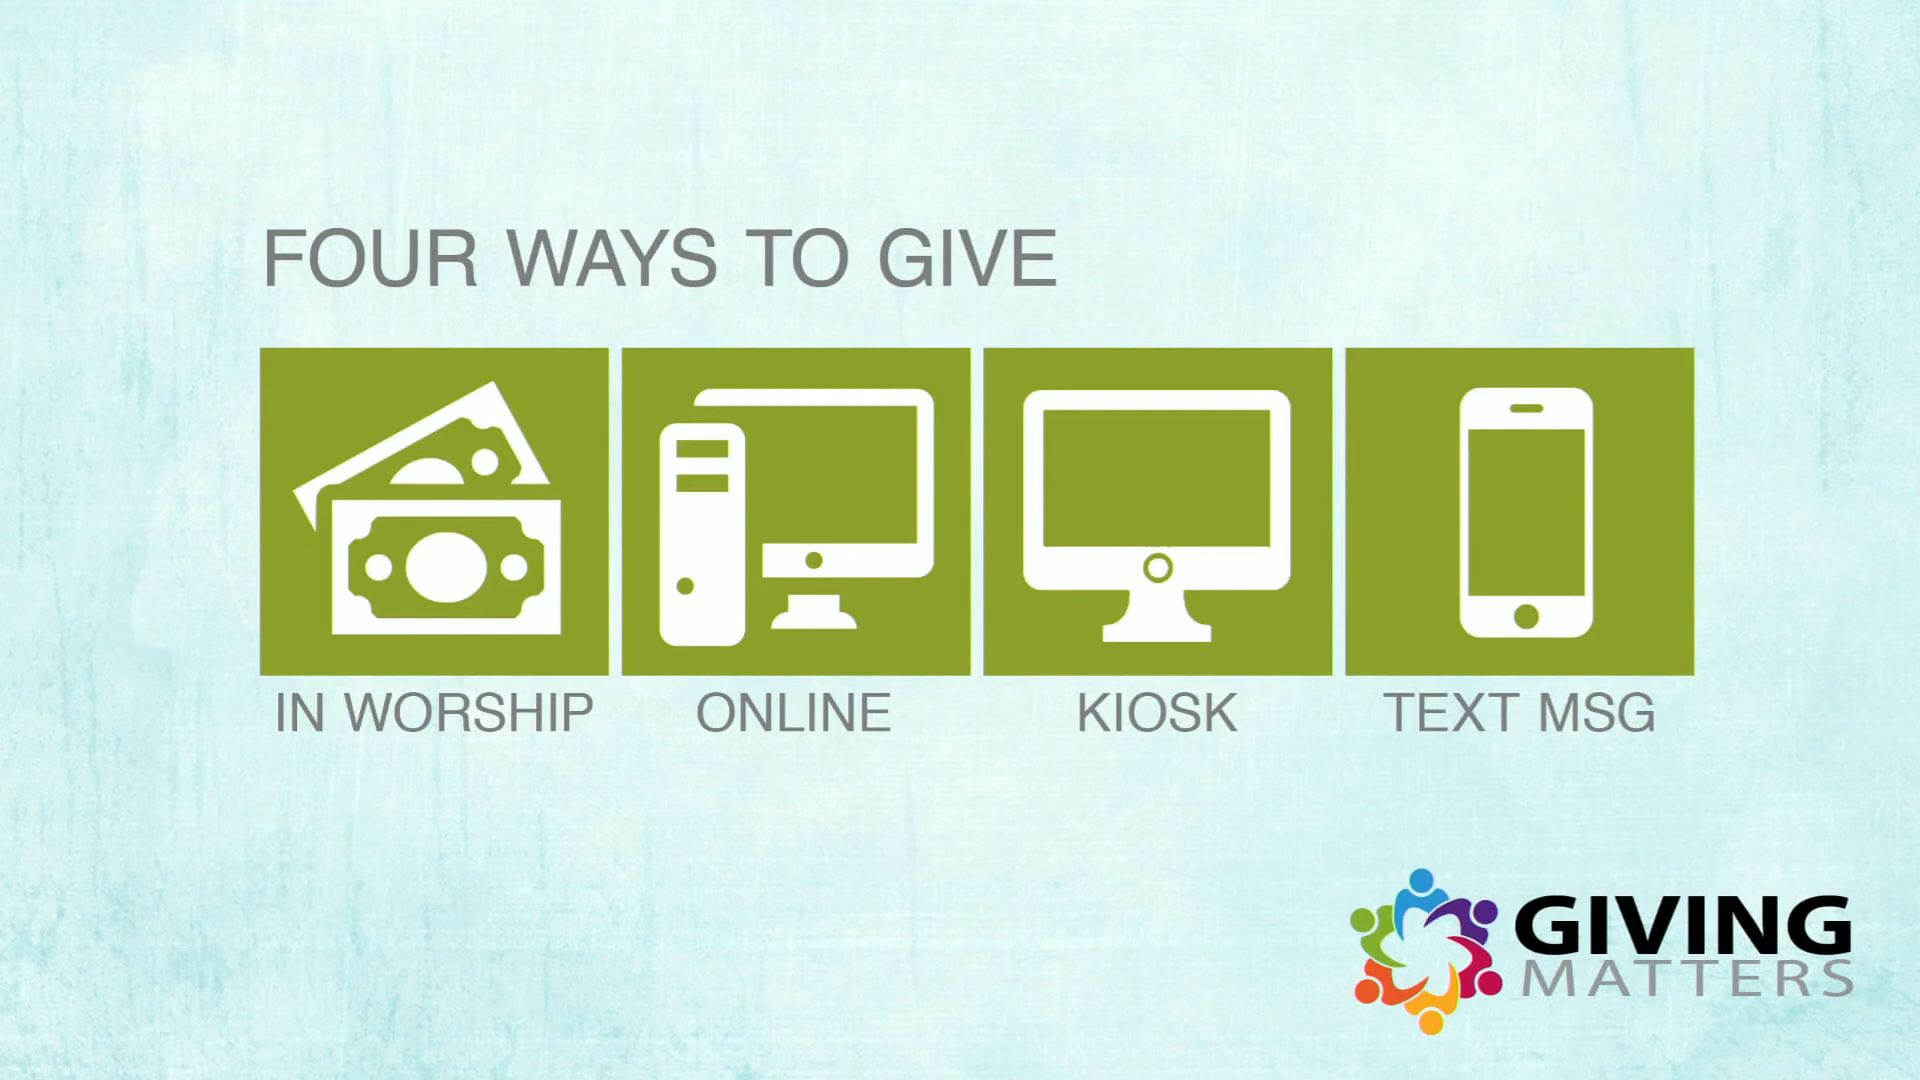 FOUR WAYS TO GIVE
IN WORSHIP
ONLINE
KIOSK
TEXT MSG
GIVING
MATTERS